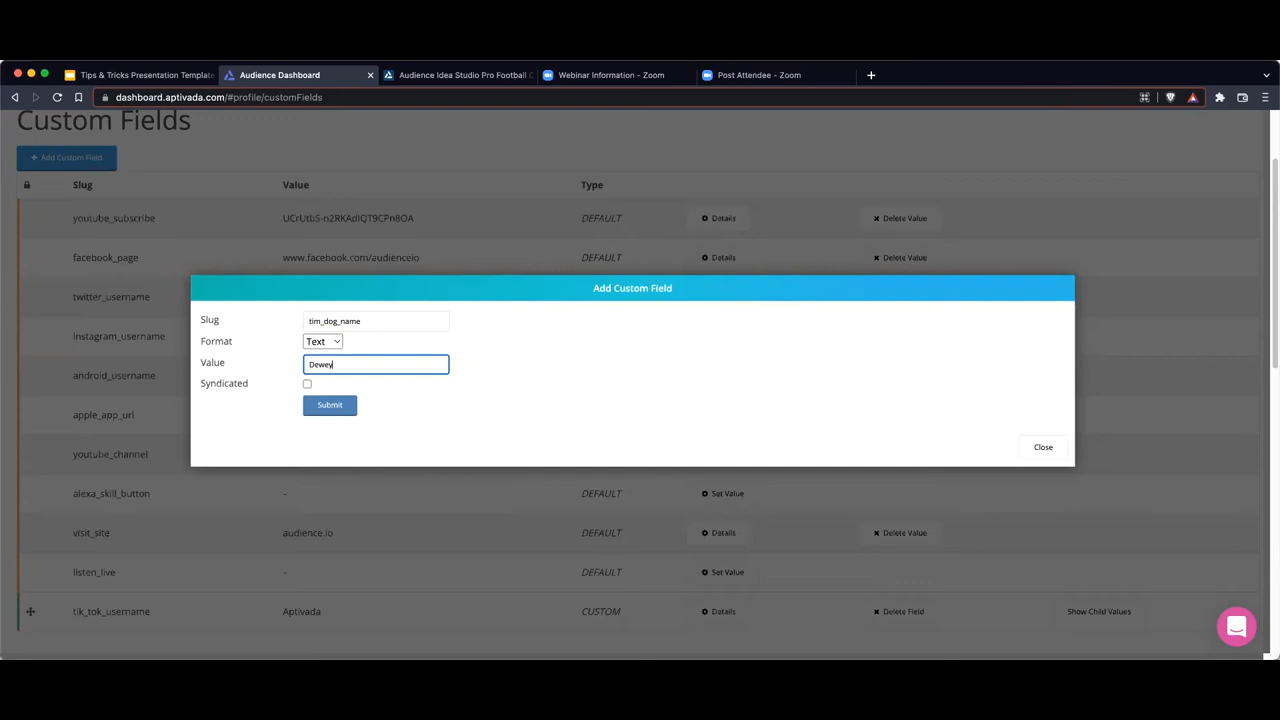 Tips & Tricks Presentation Template
Audience Dashboard
Audience Idea Studio Pro Football C
Webinar Information - Zoom
Post Attendee - Zoom
dashboard.aptivada.com/#profile/customFields
Custom Fields
+ Add Custom Field
Slug Value Type
youtube_subscribe UCrUtbS-n2RKAdIQT9CPn8OA DEFAULT Details Delete Value
facebook_page www.facebook.com/audienceio DEFAULT Details Delete Value
twitter_username
instagram_username
android_username
apple_app_url
youtube_channel
Add Custom Field
Slug tim_dog_name
Format Text
Value Dewey
Syndicated
Submit
Close
alexa_skill_button - DEFAULT Set Value
visit_site audience.io DEFAULT Details Delete Value
listen_live - DEFAULT Set Value
tik_tok_username Aptivada CUSTOM Details Delete Field Show Child Values